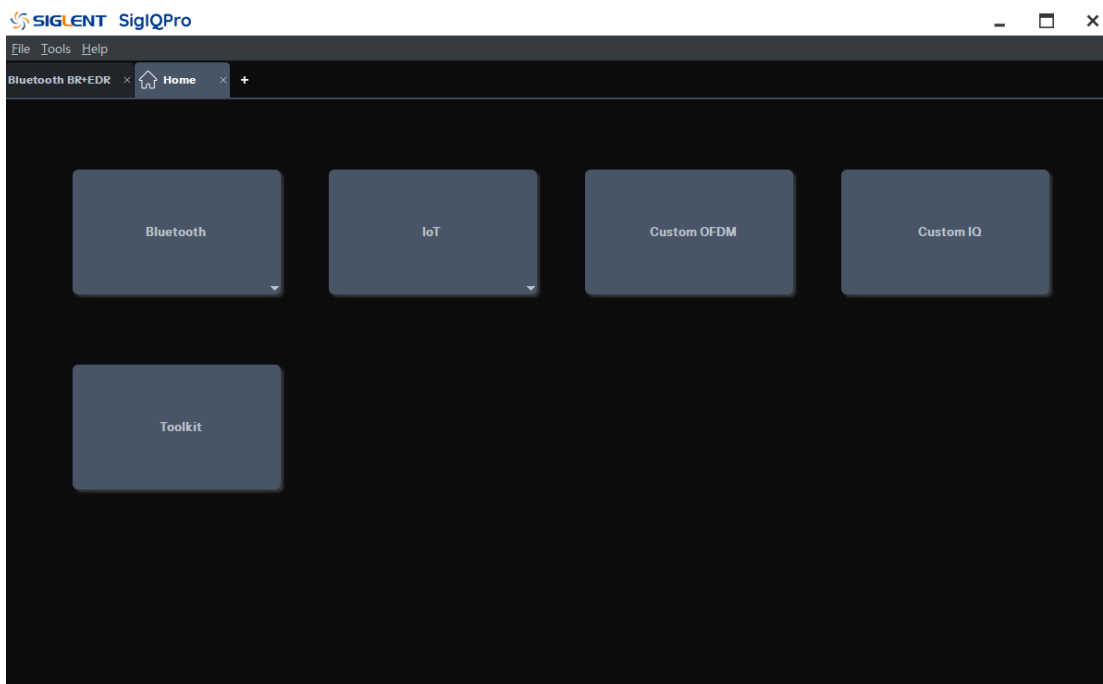 SIGLENT SigIQPro
File Tools Help
Bluetooth BR+EDR × Home × +
Bluetooth
IoT
Custom OFDM
Custom IQ
Toolkit